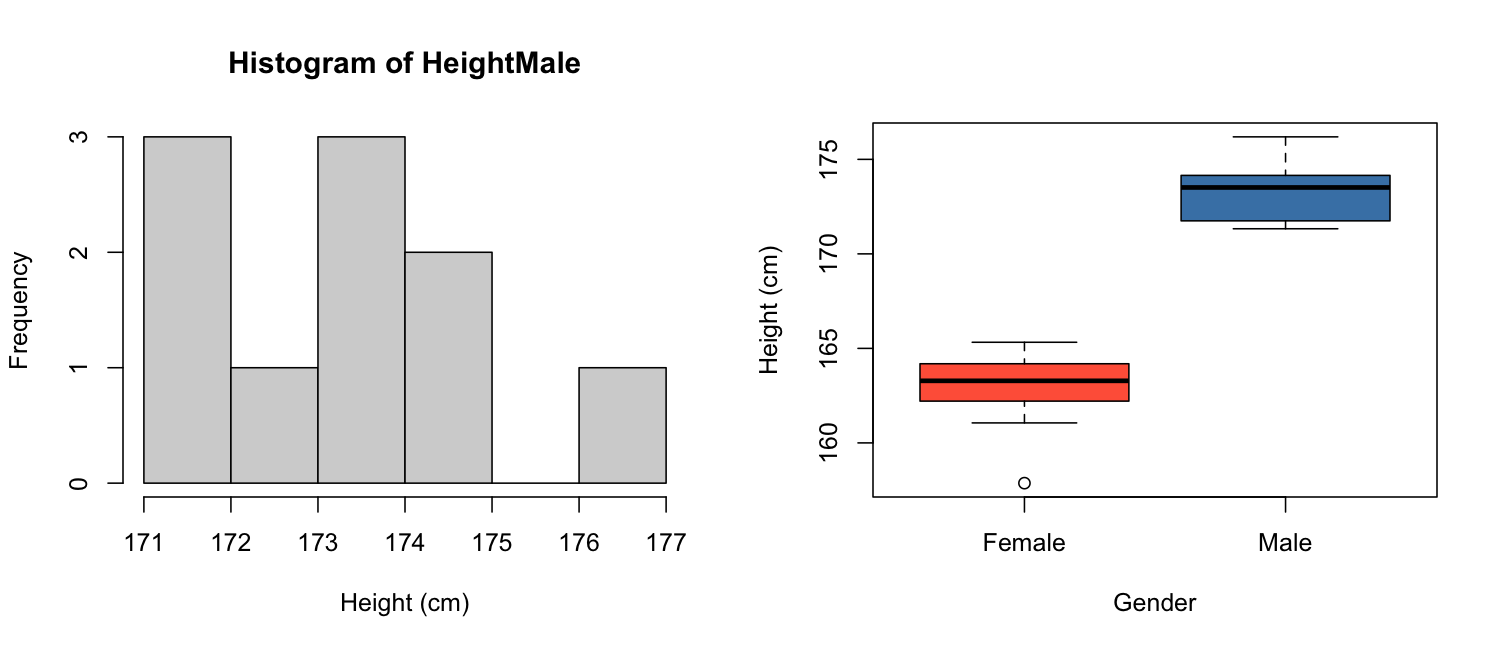 Histogram of HeightMale
Frequency
3
2
1
0
171 172 173 174 175 176 177
Height (cm)
Height (cm)
175
170
165
160
Female Male
Gender